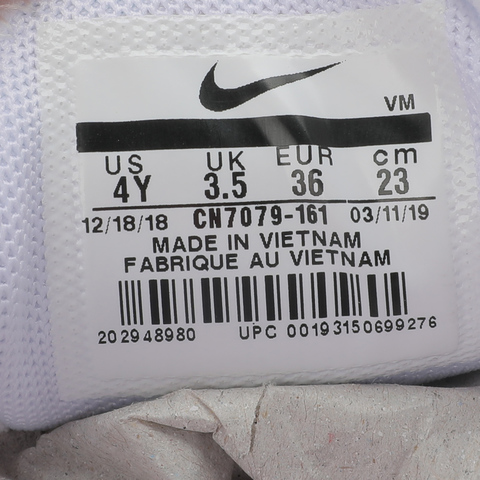 VM
US UK EUR cm
4Y 3.5 36 23
12/18/18 CN7079-161 03/11/19
MADE IN VIETNAM
FABRIQUE AU VIETNAM
202948980 UPC 00193150699276